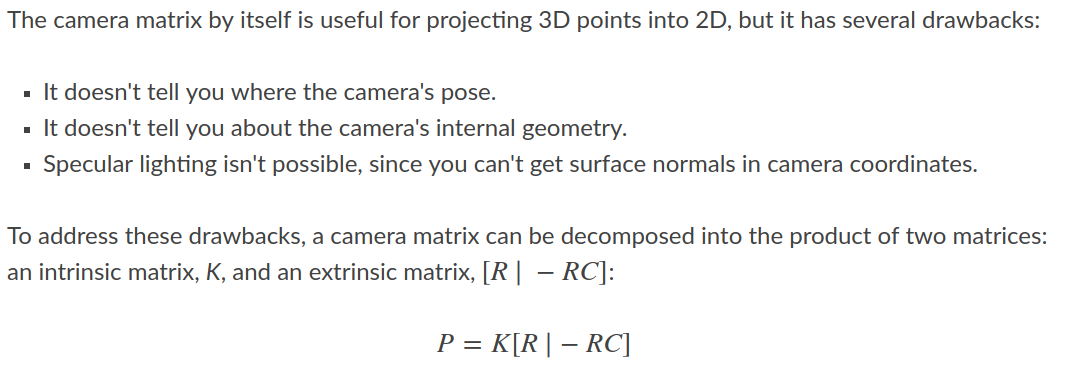 The camera matrix by itself is useful for projecting 3D points into 2D, but it has several drawbacks:
▪ It doesn't tell you where the camera's pose.
▪ It doesn't tell you about the camera's internal geometry.
▪ Specular lighting isn't possible, since you can't get surface normals in camera coordinates.
To address these drawbacks, a camera matrix can be decomposed into the product of two matrices:
an intrinsic matrix, K, and an extrinsic matrix, [R | − RC]:
P = K[R | − RC]